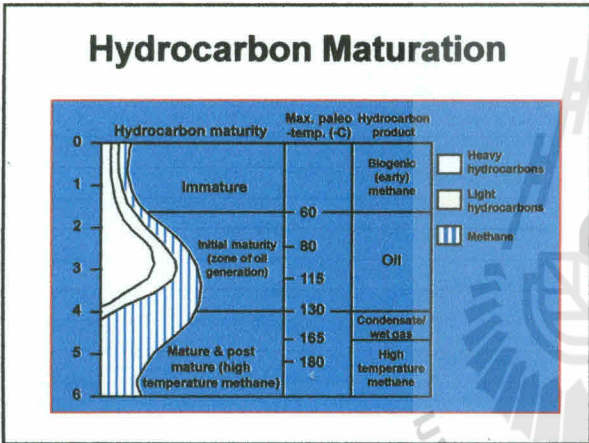 Hydrocarbon Maturation
Hydrocarbon maturity
Max. paleo
-temp. (-C)
Hydrocarbon
product
0
1
2
3
4
5
6
Immature
Initial maturity
(zone of oil
generation)
Mature & post
mature (high
temperature methane)
60
80
115
130
165
180
Biogenic
(early)
methane
Oil
Condensate/
wet gas
High
temperature
methane
Heavy
hydrocarbons
Light
hydrocarbons
Methane